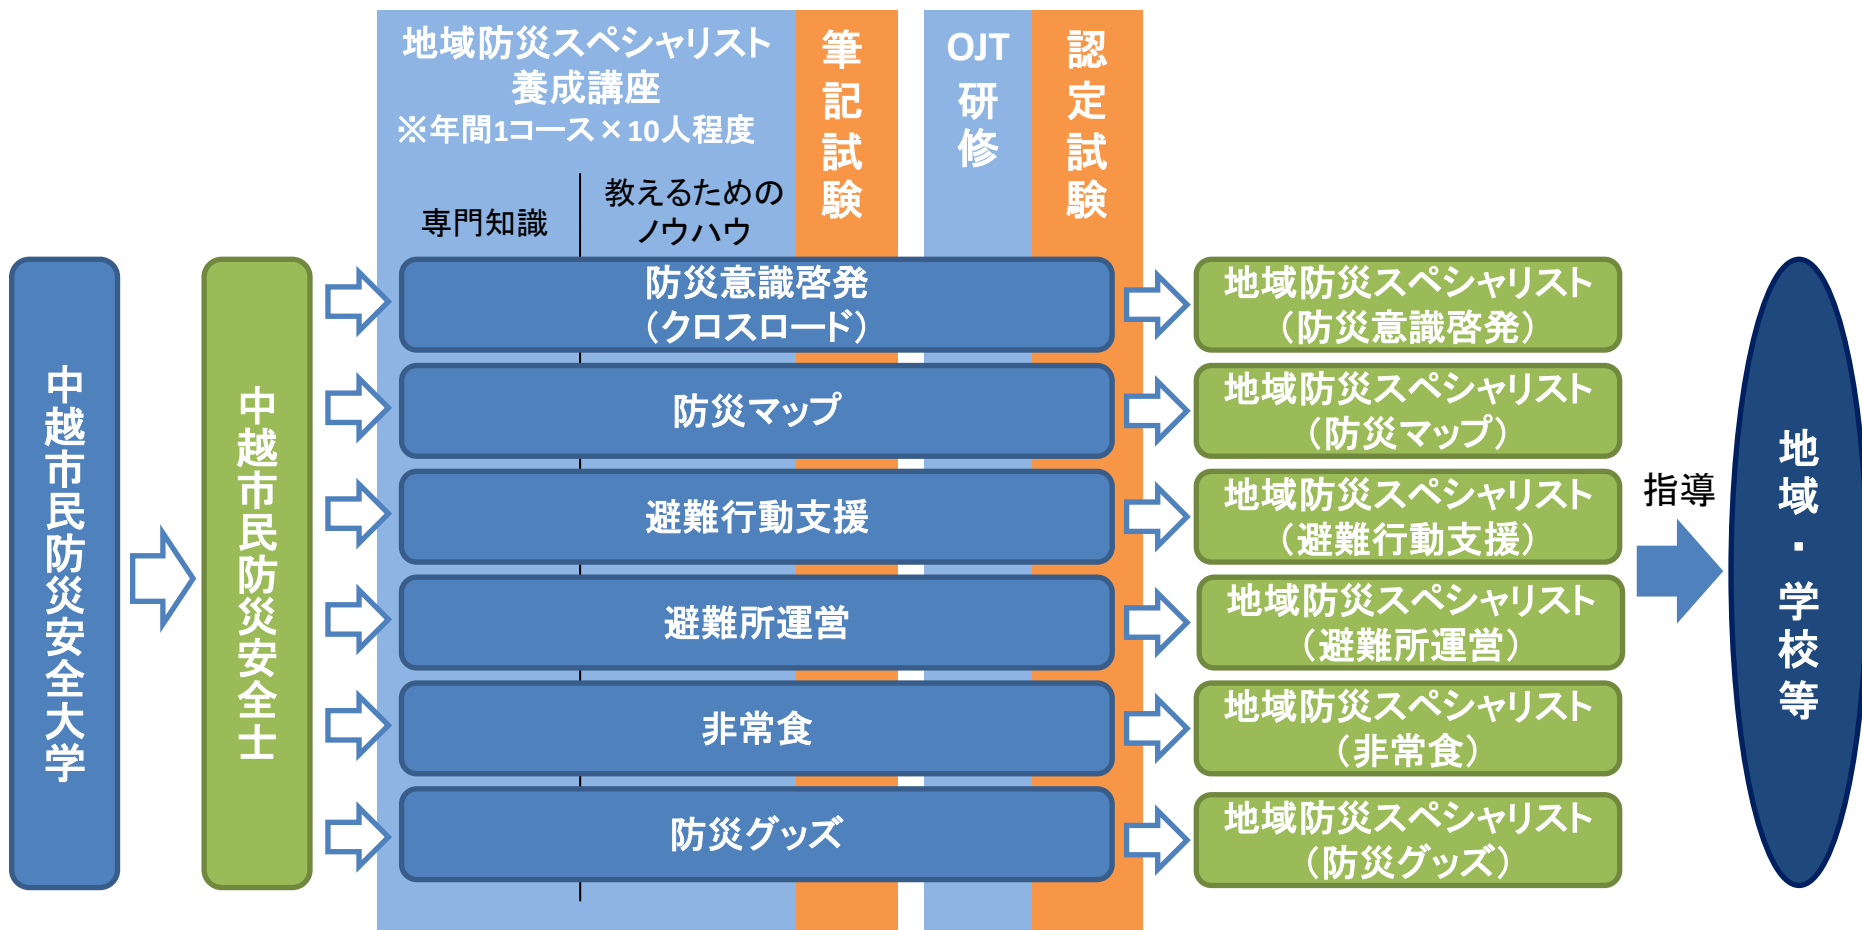 地域防災スペシャリスト
養成講座
※年間1コース×10人程度
筆記試験
OJT
研修
認定試験
専門知識
教えるための
ノウハウ
中越市民防災安全大学
中越市民防災安全士
防災意識啓発
（クロスロード）
地域防災スペシャリスト
（防災意識啓発）
防災マップ
地域防災スペシャリスト
（防災マップ）
避難行動支援
地域防災スペシャリスト
（避難行動支援）
避難所運営
地域防災スペシャリスト
（避難所運営）
非常食
地域防災スペシャリスト
（非常食）
防災グッズ
地域防災スペシャリスト
（防災グッズ）
指導
地域・学校等